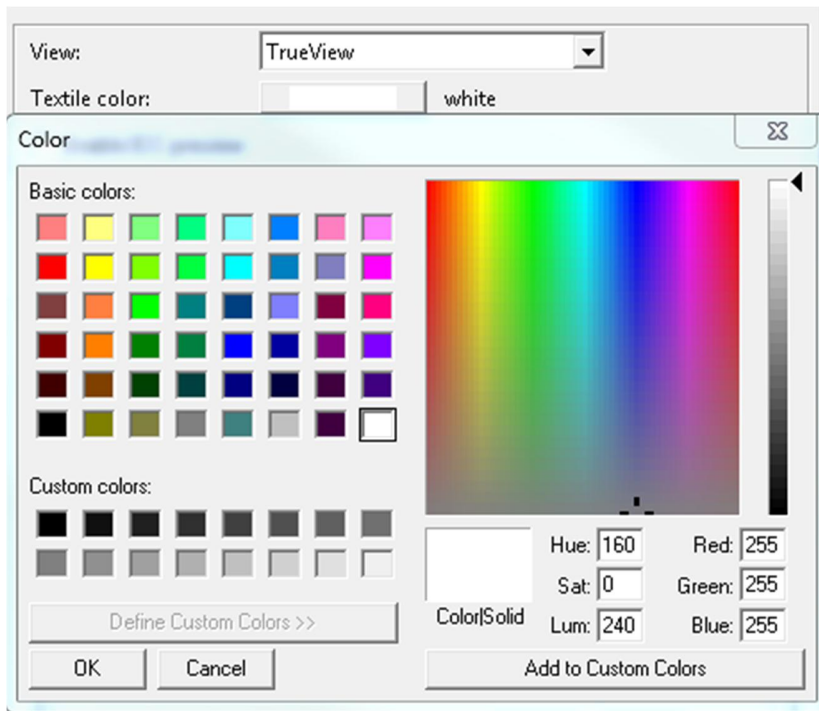 View: TrueView
Textile color: white
Color
Basic colors:
Custom colors:
Define Custom Colors >>
OK Cancel
Color|Solid
Hue: 160 Red: 255
Sat: 0 Green: 255
Lum: 240 Blue: 255
Add to Custom Colors